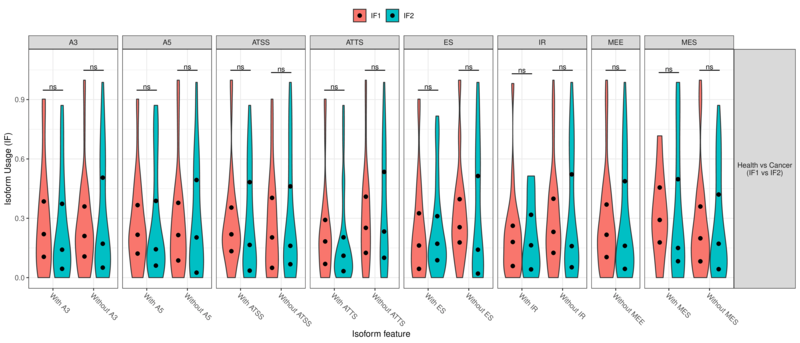 IF1 IF2
A3 A5 ATSS ATTS ES IR MEE MES
ns ns ns ns ns ns ns ns ns ns ns ns ns ns ns
Isoform Usage (IF)
0.9
0.6
0.3
0.0
Health vs Cancer
(IF1 vs IF2)
With A3 Without A3 With A5 Without A5 With ATSS Without ATSS With ATTS Without ATTS With ES Without ES With IR Without IR Without MEE With MES Without MES
Isoform feature